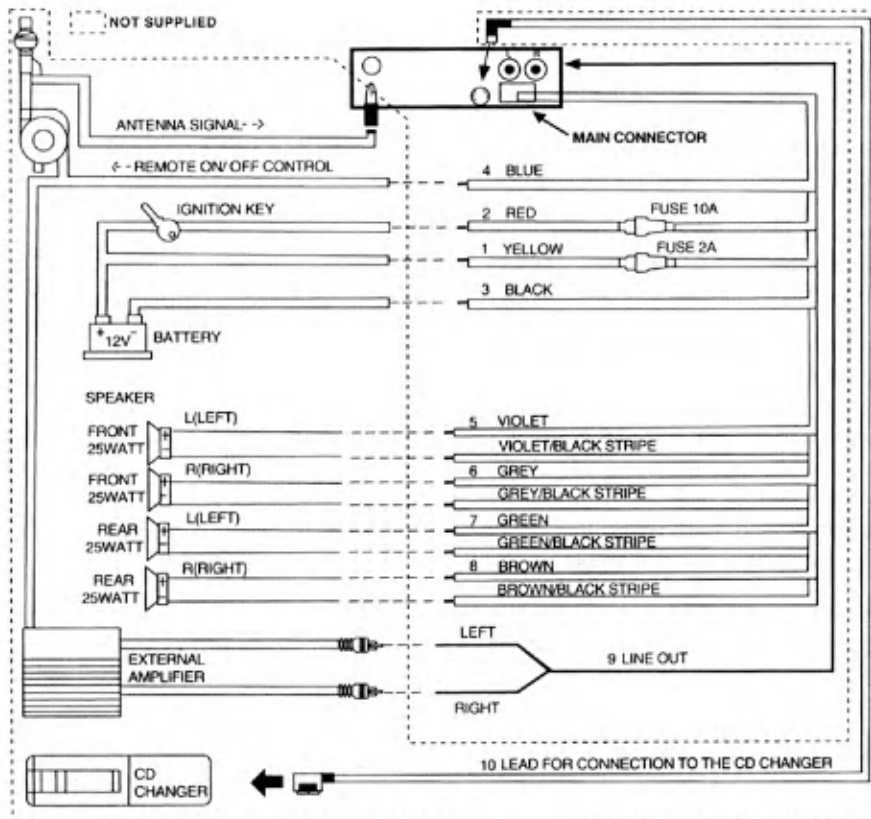 NOT SUPPLIED
L R
MAIN CONNECTOR
ANTENNA SIGNAL- ->
<- - REMOTE ON/ OFF CONTROL
4 BLUE
IGNITION KEY
2 RED
FUSE 10A
1 YELLOW
FUSE 2A
3 BLACK
+ 12V -
BATTERY
SPEAKER
FRONT
25WATT
L(LEFT)
5 VIOLET
VIOLET/BLACK STRIPE
FRONT
25WATT
R(RIGHT)
6 GREY
GREY/BLACK STRIPE
REAR
25WATT
L(LEFT)
7 GREEN
GREEN/BLACK STRIPE
REAR
25WATT
R(RIGHT)
8 BROWN
BROWN/BLACK STRIPE
EXTERNAL
AMPLIFIER
LEFT
9 LINE OUT
RIGHT
CD
CHANGER
10 LEAD FOR CONNECTION TO THE CD CHANGER